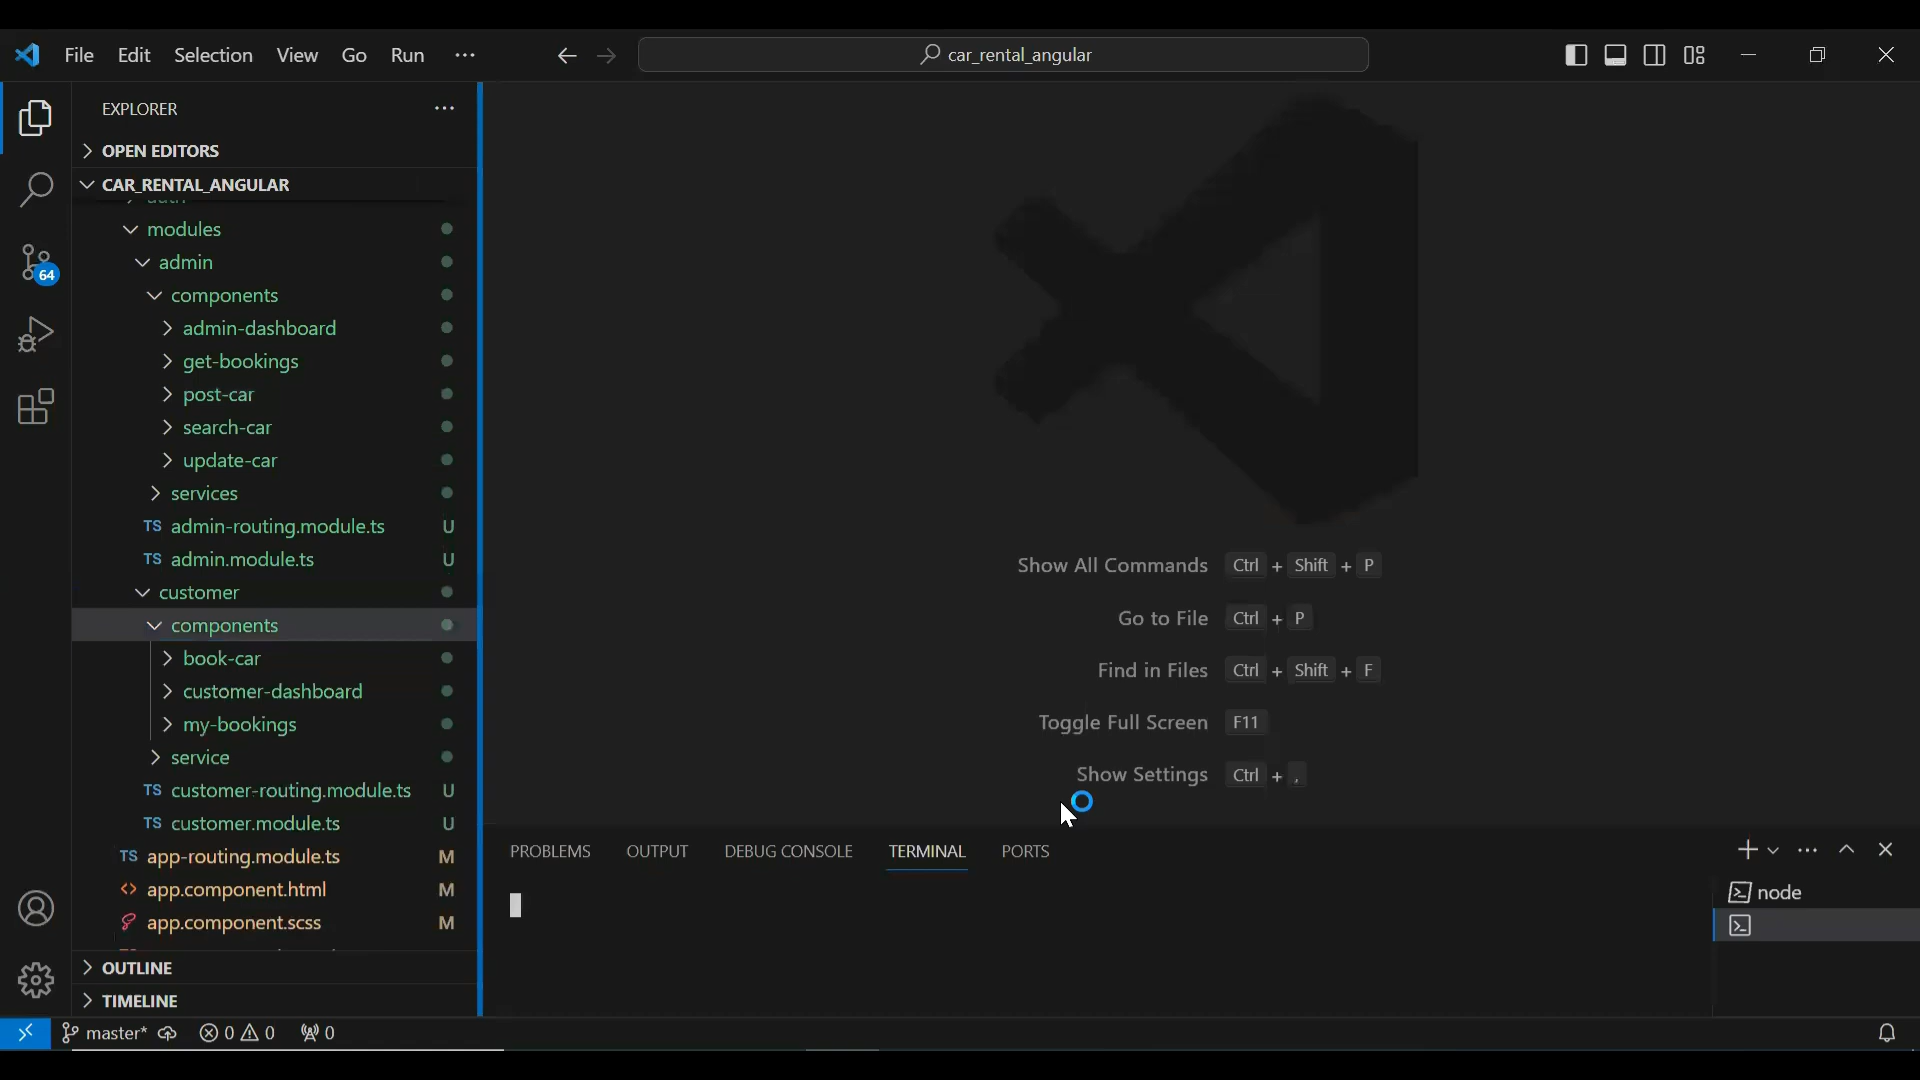 File Edit Selection View Go Run ···
car_rental_angular
EXPLORER
OPEN EDITORS
CAR_RENTAL_ANGULAR
modules
admin
components
admin-dashboard
get-bookings
post-car
search-car
update-car
services
TS admin-routing.module.ts U
TS admin.module.ts U
customer
components
book-car
customer-dashboard
my-bookings
service
TS customer-routing.module.ts U
TS customer.module.ts U
TS app-routing.module.ts M
<> app.component.html M
app.component.scss M
OUTLINE
TIMELINE
64
Show All Commands Ctrl + Shift + P
Go to File Ctrl + P
Find in Files Ctrl + Shift + F
Toggle Full Screen F11
Show Settings Ctrl + ,
PROBLEMS OUTPUT DEBUG CONSOLE TERMINAL PORTS
node
master* 0 0 0